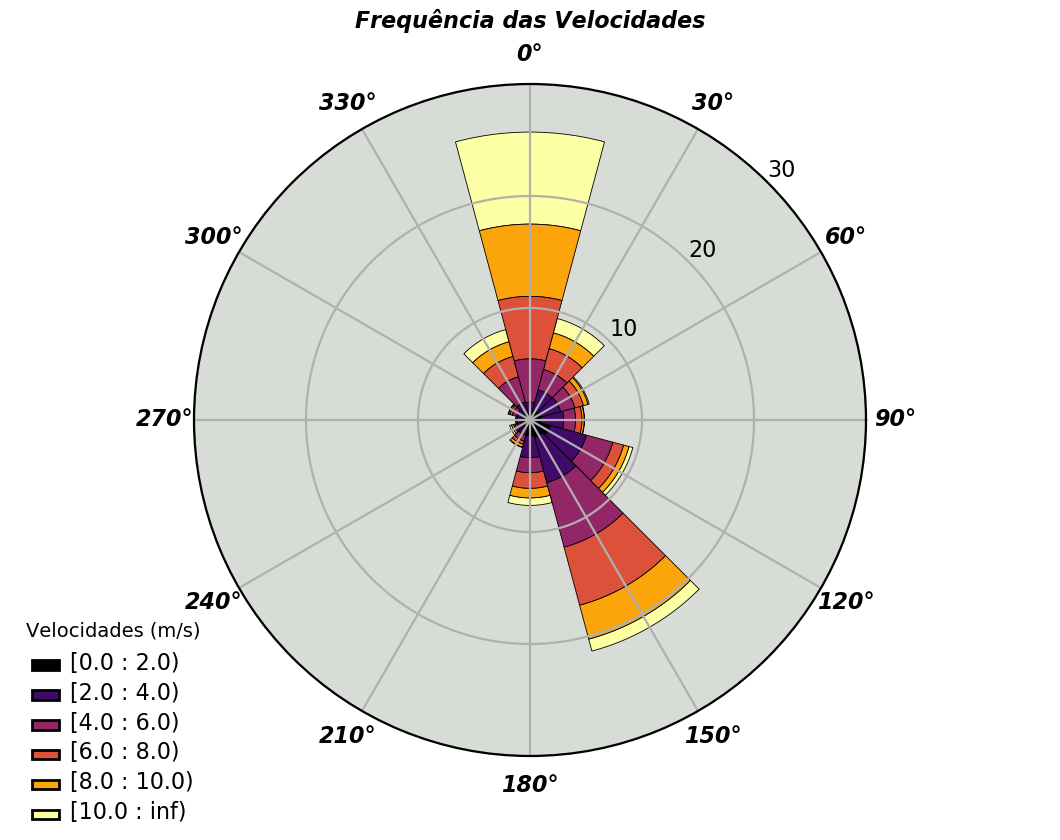 Frequência das Velocidades
0°
330°
30°
30
300°
60°
20
10
270°
90°
240°
120°
210°
150°
180°
Velocidades (m/s)
[0.0 : 2.0)
[2.0 : 4.0)
[4.0 : 6.0)
[6.0 : 8.0)
[8.0 : 10.0)
[10.0 : inf)